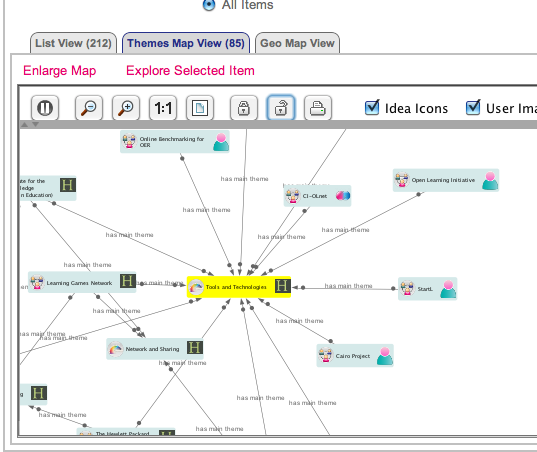 All Items
List View (212)
Themes Map View (85)
Geo Map View
Enlarge Map
Explore Selected Item
1:1
Idea Icons
User Ima
Online Benchmarking for
OER
has main theme
ate for the
ledge
n Education)
H
has main theme
CI-OLnet
Open Learning Initiative
has main theme
has main theme
has main theme
has main theme
Learning Games Network
H
has main theme
Tools and Technologies
H
has main theme
StartL
has main theme
has main theme
has main theme
Network and Sharing
H
has main theme
Cairo Project
g
H
has main theme
has main theme
has main theme
The Hewlett Packard
H
has main theme